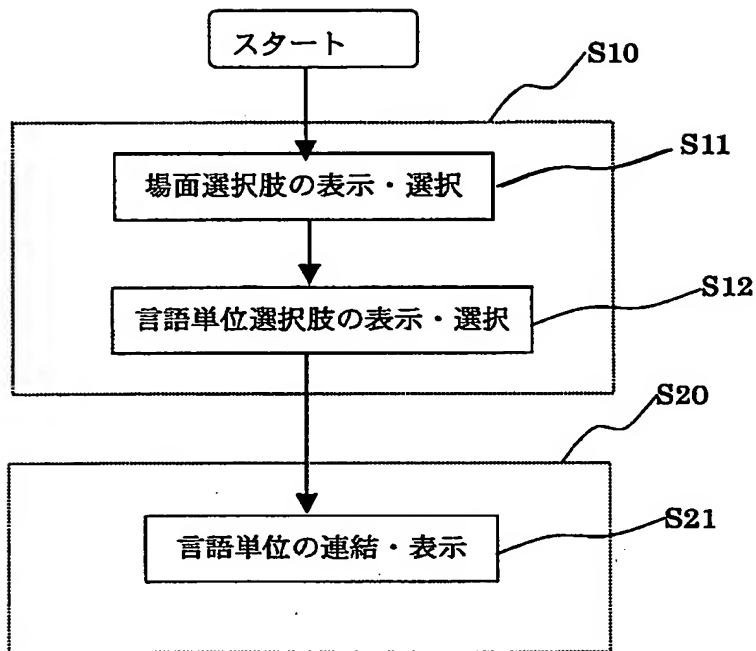 スタート
S10
S11
場面選択肢の表示・選択
S12
言語単位選択肢の表示・選択
S20
S21
言語単位の連結・表示